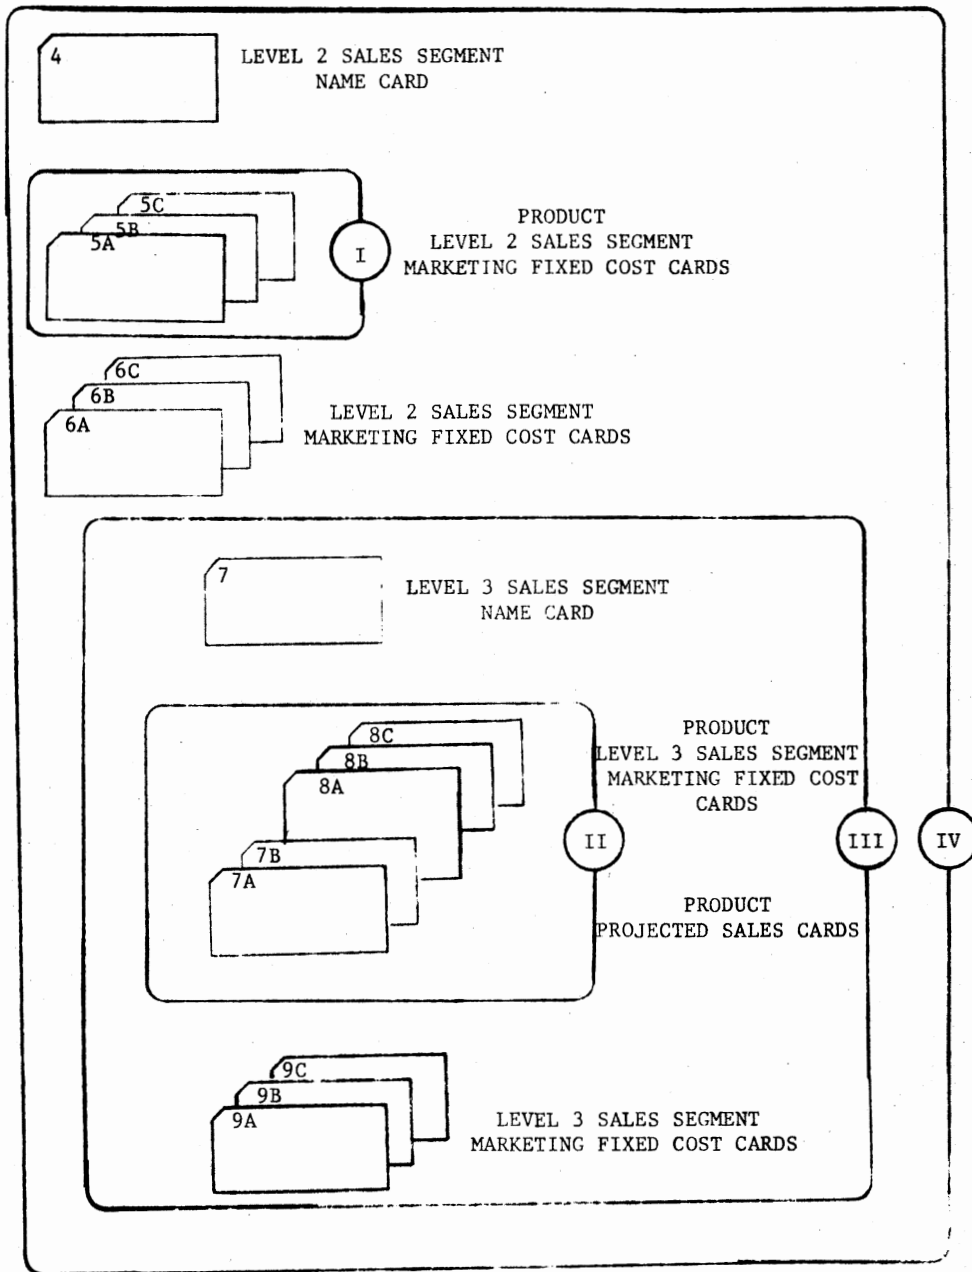 4
LEVEL 2 SALES SEGMENT
NAME CARD
5C
5B
5A
I
PRODUCT
LEVEL 2 SALES SEGMENT
MARKETING FIXED COST CARDS
6C
6B
6A
LEVEL 2 SALES SEGMENT
MARKETING FIXED COST CARDS
7
LEVEL 3 SALES SEGMENT
NAME CARD
8C
8B
8A
7B
7A
II
PRODUCT
LEVEL 3 SALES SEGMENT
MARKETING FIXED COST
CARDS
III
IV
PRODUCT
PROJECTED SALES CARDS
9C
9B
9A
LEVEL 3 SALES SEGMENT
MARKETING FIXED COST CARDS